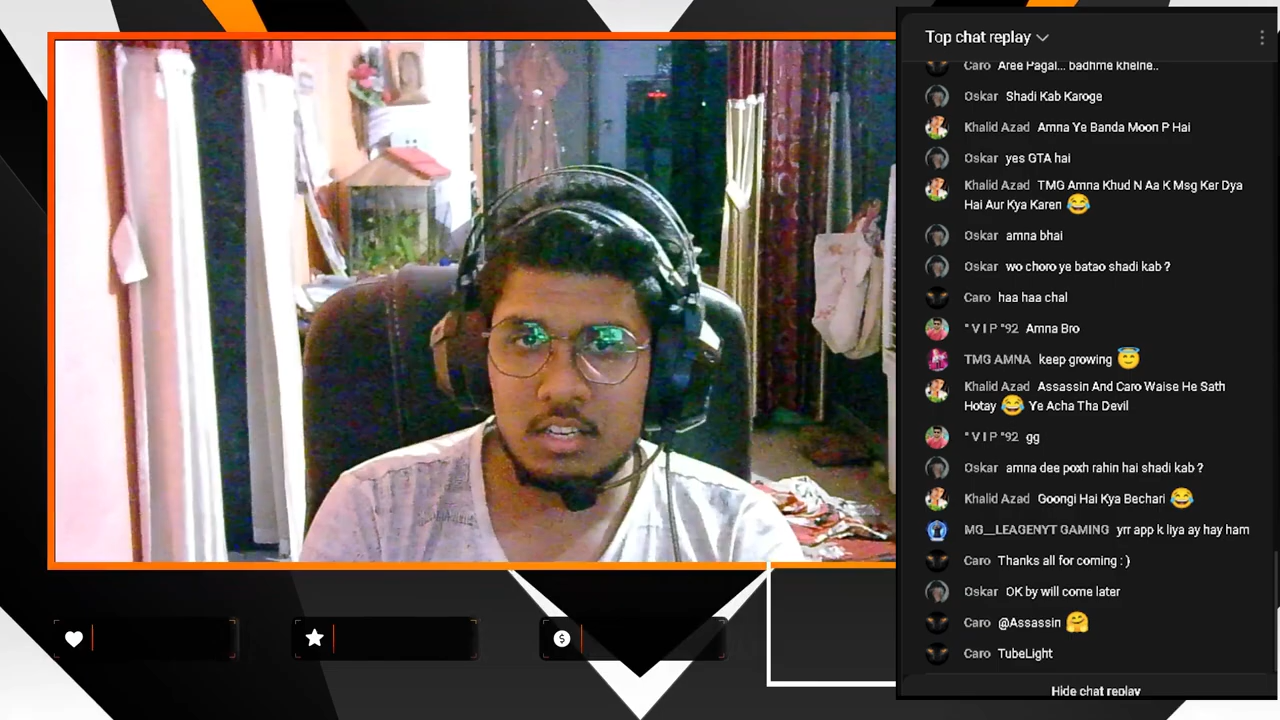 Top chat replay
Caro Aree Pagal... badhme kheine..
Oskar Shadi Kab Karoge
Khalid Azad Amna Ye Banda Moon P Hai
Oskar yes GTA hai
Khalid Azad TMG Amna Khud N Aa K Msg Ker Dya
Hai Aur Kya Karen 😂
Oskar amna bhai
Oskar wo choro ye batao shadi kab ?
Caro haa haa chal
" V I P "92 Amna Bro
TMG AMNA keep growing 😇
Khalid Azad Assassin And Caro Waise He Sath
Hotay 😂 Ye Acha Tha Devil
" V I P "92 gg
Oskar amna dee poxh rahin hai shadi kab ?
Khalid Azad Goongi Hai Kya Bechari 😂
MG__LEAGENYT GAMING yrr app k liya ay hay ham
Caro Thanks all for coming : )
Oskar OK by will come later
Caro @Assassin 🤗
Caro TubeLight
Hide chat replay